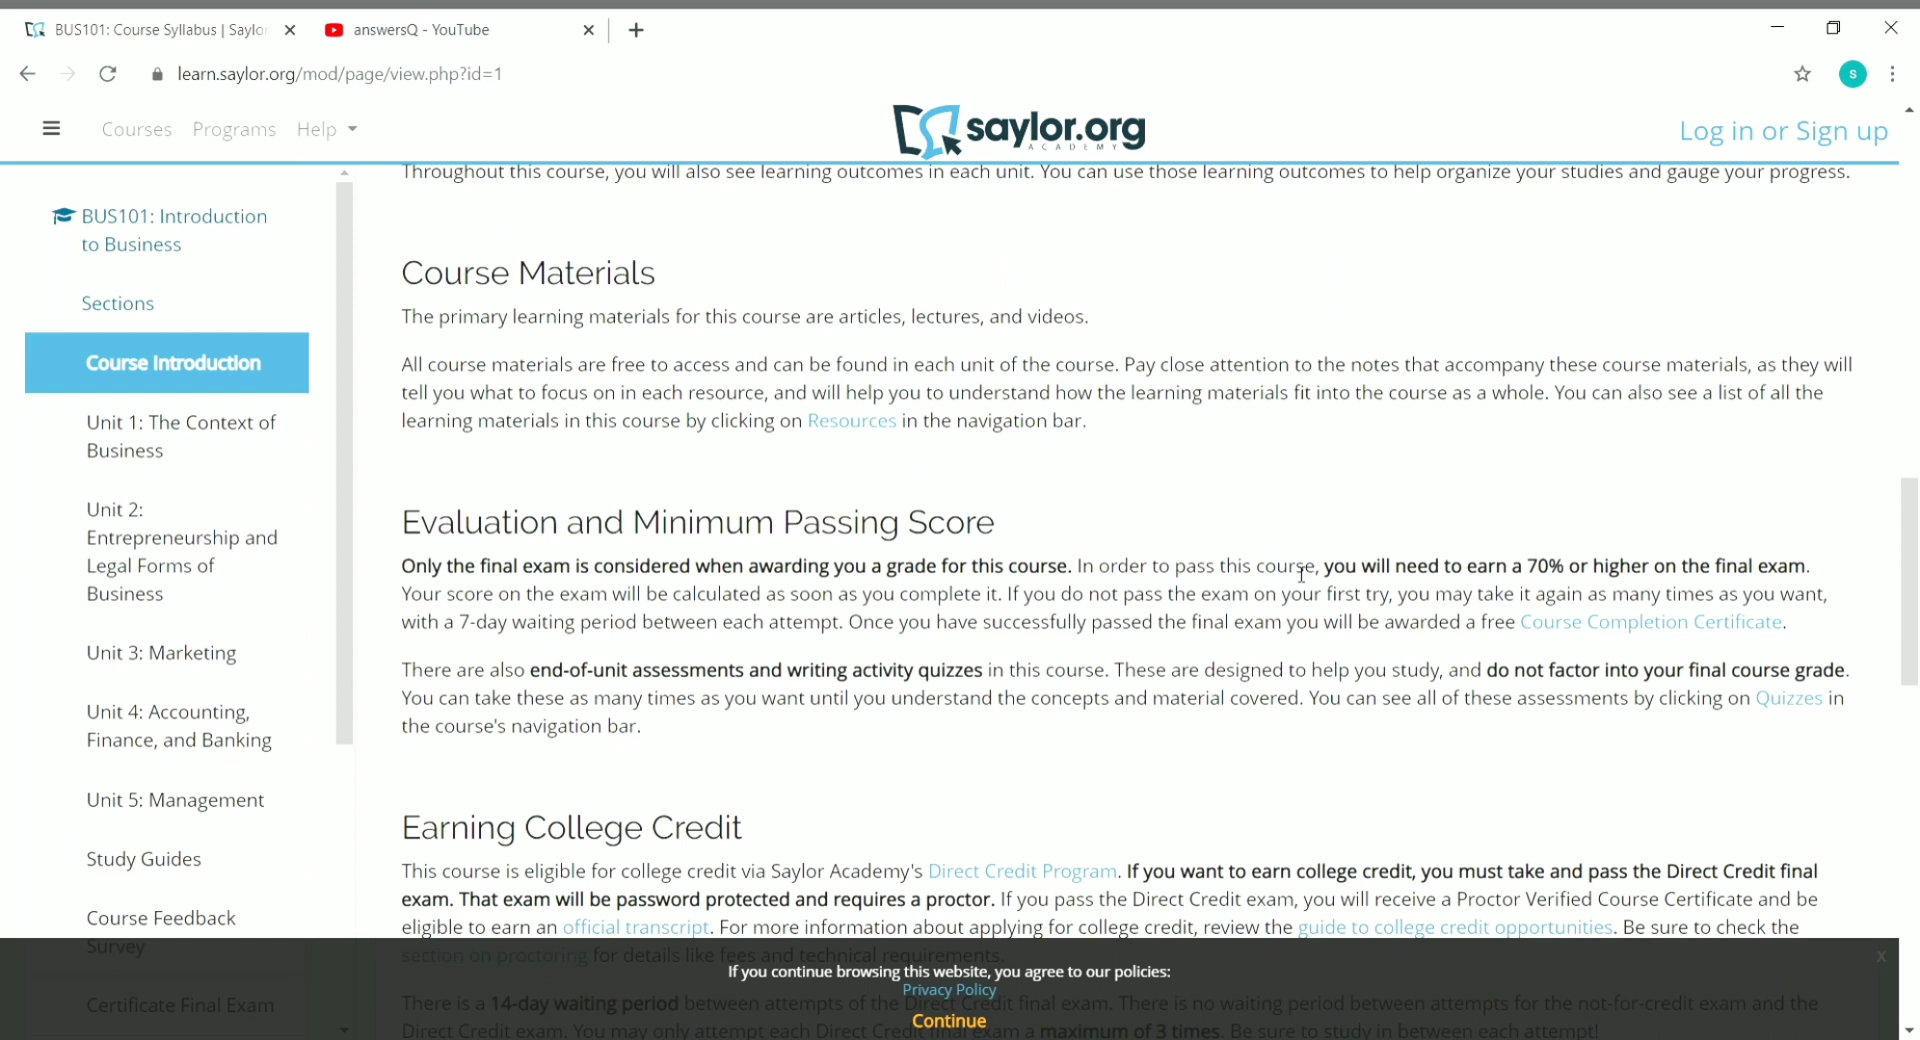 BUS101: Course Syllabus | Saylor
answersQ - YouTube
learn.saylor.org/mod/page/view.php?id=1
S
Courses Programs Help
saylor.org
ACADEMY
Log in or Sign up
BUS101: Introduction
to Business
Sections
Course Introduction
Unit 1: The Context of
Business
Unit 2:
Entrepreneurship and
Legal Forms of
Business
Unit 3: Marketing
Unit 4: Accounting,
Finance, and Banking
Unit 5: Management
Study Guides
Course Feedback
Survey
Certificate Final Exam
Throughout this course, you will also see learning outcomes in each unit. You can use those learning outcomes to help organize your studies and gauge your progress.
Course Materials
The primary learning materials for this course are articles, lectures, and videos.
All course materials are free to access and can be found in each unit of the course. Pay close attention to the notes that accompany these course materials, as they will
tell you what to focus on in each resource, and will help you to understand how the learning materials fit into the course as a whole. You can also see a list of all the
learning materials in this course by clicking on Resources in the navigation bar.
Evaluation and Minimum Passing Score
Only the final exam is considered when awarding you a grade for this course. In order to pass this course, you will need to earn a 70% or higher on the final exam.
Your score on the exam will be calculated as soon as you complete it. If you do not pass the exam on your first try, you may take it again as many times as you want,
with a 7-day waiting period between each attempt. Once you have successfully passed the final exam you will be awarded a free Course Completion Certificate.
There are also end-of-unit assessments and writing activity quizzes in this course. These are designed to help you study, and do not factor into your final course grade.
You can take these as many times as you want until you understand the concepts and material covered. You can see all of these assessments by clicking on Quizzes in
the course's navigation bar.
Earning College Credit
This course is eligible for college credit via Saylor Academy's Direct Credit Program. If you want to earn college credit, you must take and pass the Direct Credit final
exam. That exam will be password protected and requires a proctor. If you pass the Direct Credit exam, you will receive a Proctor Verified Course Certificate and be
eligible to earn an official transcript. For more information about applying for college credit, review the guide to college credit opportunities. Be sure to check the
section on proctoring for details like fees and technical requirements.
There is a 14-day waiting period between attempts of the Direct Credit final exam. There is no waiting period between attempts for the not-for-credit exam and the
Direct Credit exam. You may only attempt each Direct Credit final exam a maximum of 3 times. Be sure to study in between each attempt!
If you continue browsing this website, you agree to our policies:
Privacy Policy
Continue
x